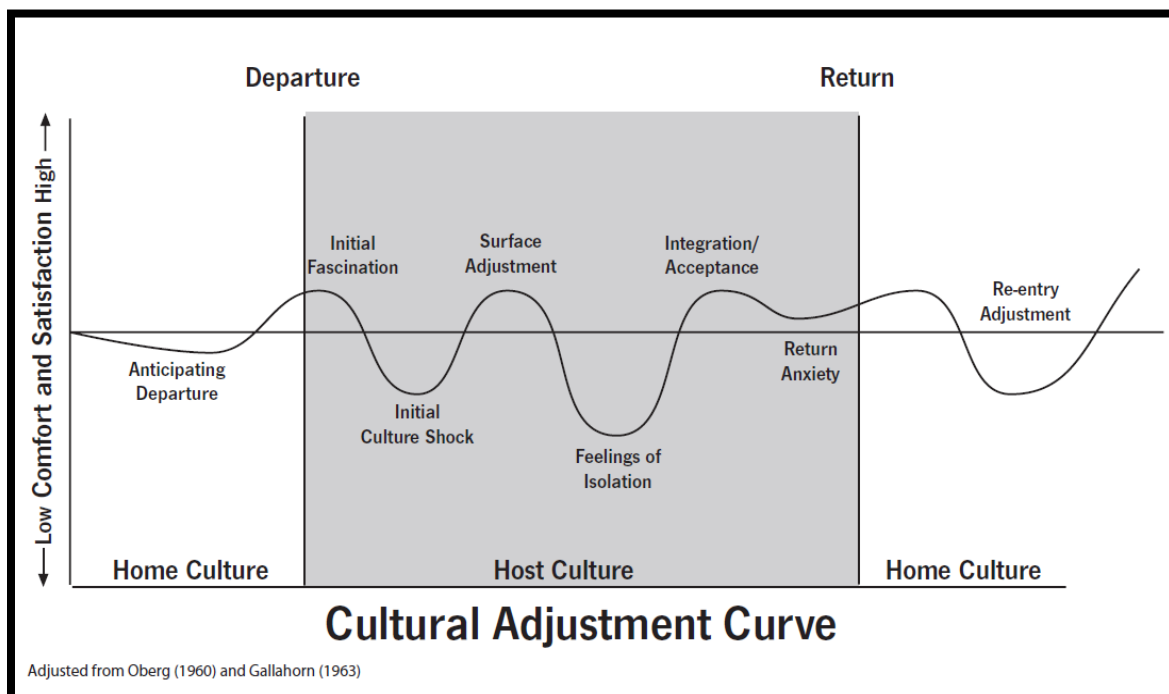 Departure
Return
Low Comfort and Satisfaction High
Initial
Fascination
Surface
Adjustment
Integration/
Acceptance
Re-entry
Adjustment
Anticipating
Departure
Initial
Culture Shock
Feelings of
Isolation
Return
Anxiety
Home Culture
Host Culture
Home Culture
Cultural Adjustment Curve
Adjusted from Oberg (1960) and Gallahorn (1963)